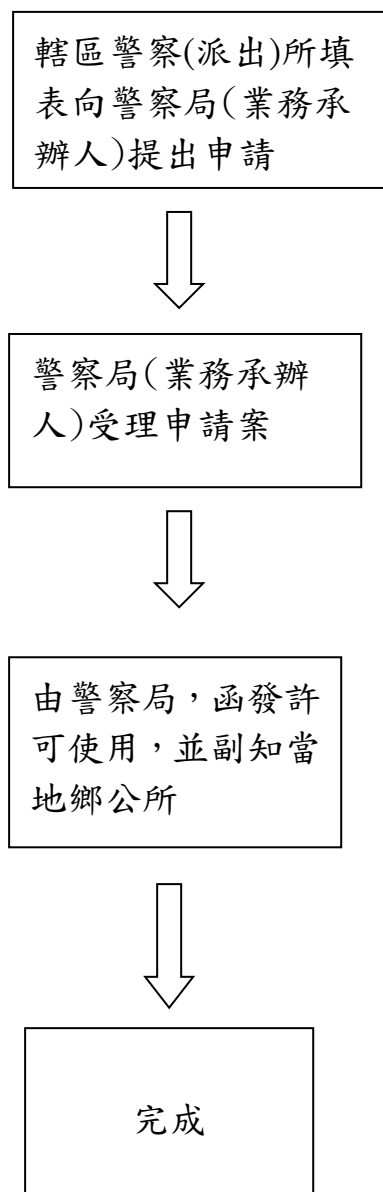 轄區警察(派出)所填
表向警察局(業務承
辦人)提出申請
警察局(業務承辦
人)受理申請案
由警察局，函發許
可使用，並副知當
地鄉公所
完成